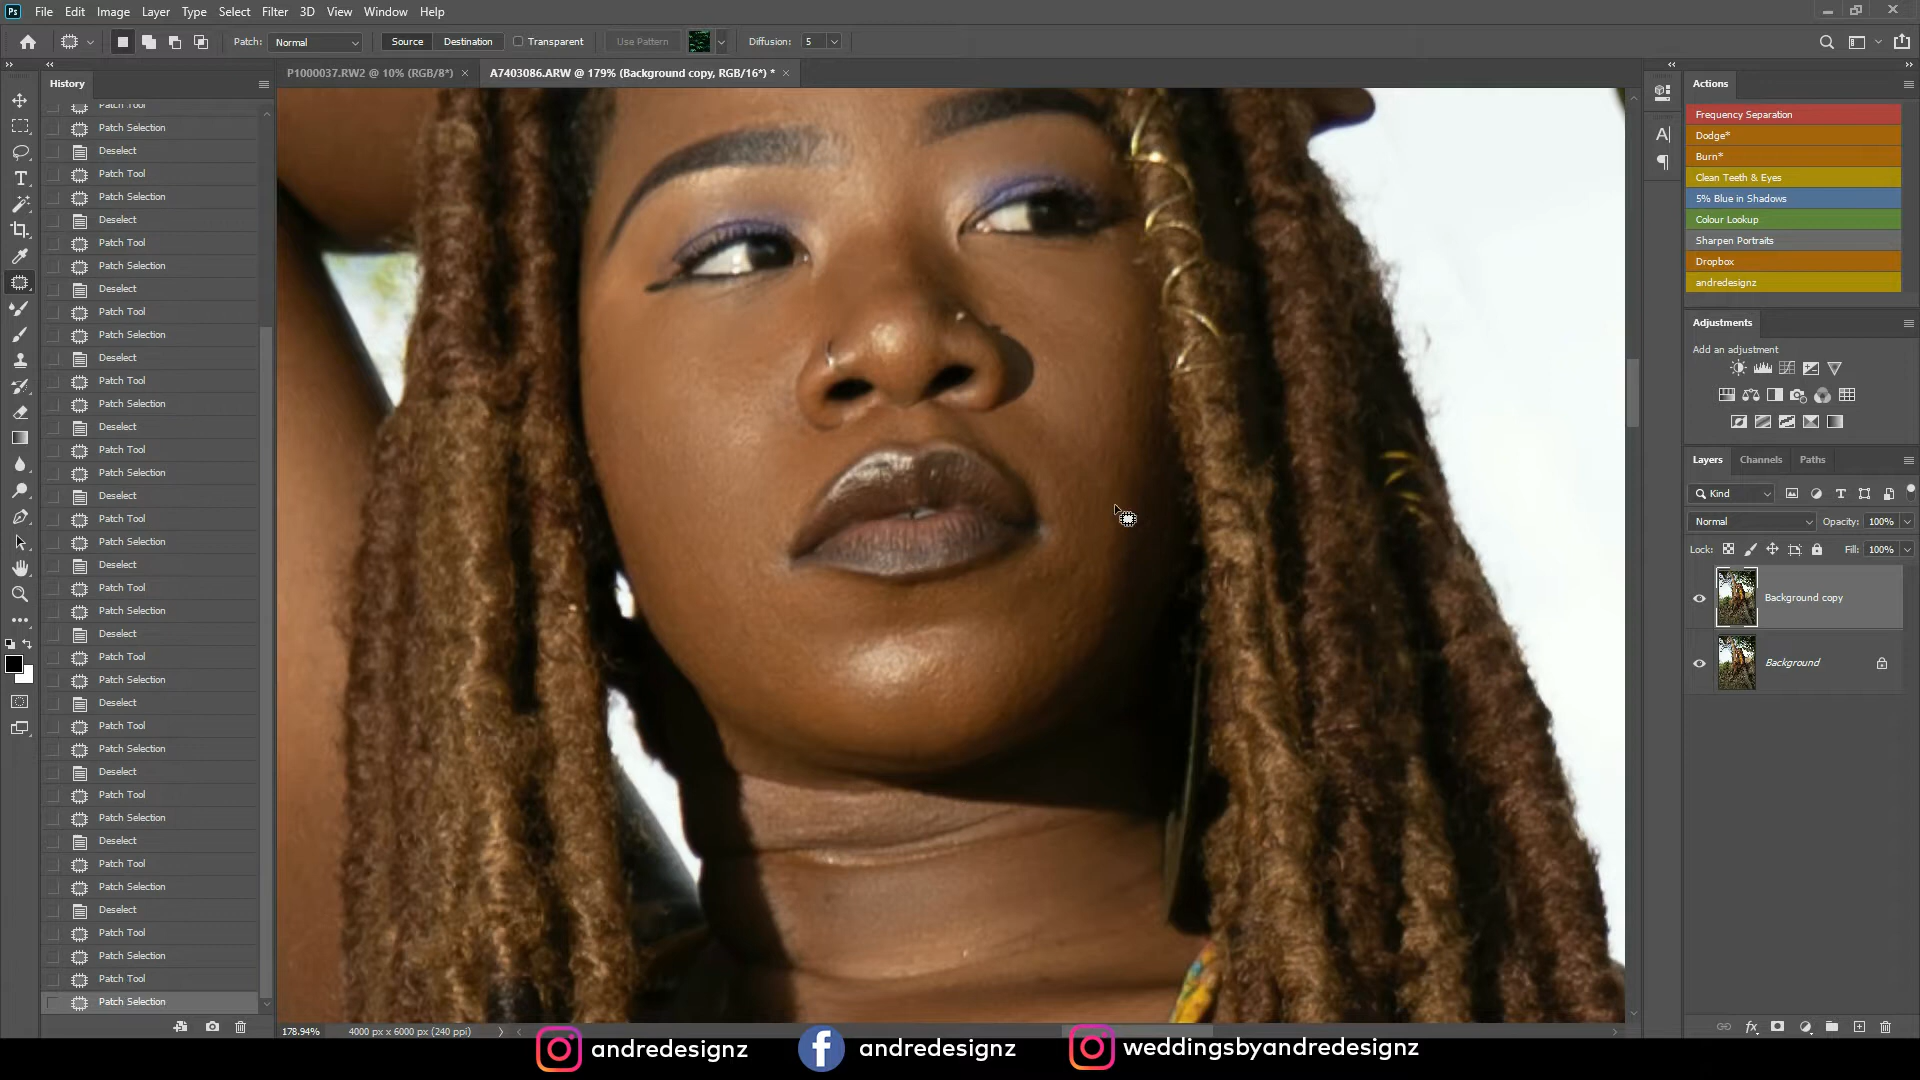 Ps File Edit Image Layer Type Select Filter 3D View Window Help
Patch: Normal Source Destination Transparent Use Pattern Diffusion: 5
History
P1000037.RW2 @ 10% (RGB/8*) A7403086.ARW @ 179% (Background copy, RGB/16*) *
Patch Tool
Patch Selection
Deselect
Patch Tool
Patch Selection
Deselect
Patch Tool
Patch Selection
Deselect
Patch Tool
Patch Selection
Deselect
Patch Tool
Patch Selection
Deselect
Patch Tool
Patch Selection
Deselect
Patch Tool
Patch Selection
Deselect
Patch Tool
Patch Selection
Deselect
Patch Tool
Patch Selection
Deselect
Patch Tool
Patch Selection
Deselect
Patch Tool
Patch Selection
Deselect
Patch Tool
Patch Selection
Deselect
Patch Tool
Patch Selection
Patch Tool
Patch Selection
Actions
Frequency Separation
Dodge*
Burn*
Clean Teeth & Eyes
5% Blue in Shadows
Colour Lookup
Sharpen Portraits
Dropbox
andredesignz
Adjustments
Add an adjustment
Layers Channels Paths
Kind
Normal Opacity: 100%
Lock: Fill: 100%
Background copy
Background
178.94% 4000 px x 6000 px (240 ppi)
andredesignz andredesignz weddingsbyandredesignz